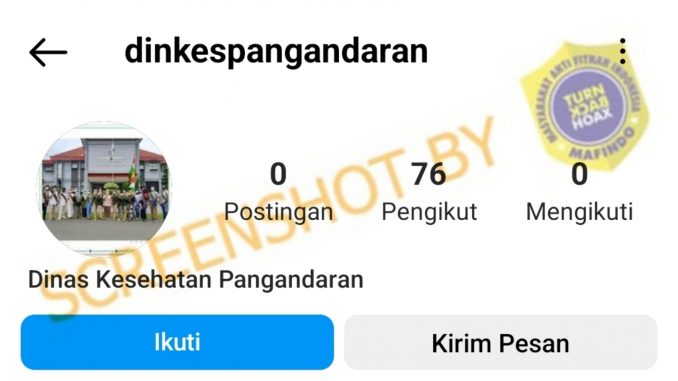 dinkespangandaran
0 76 0
Postingan Pengikut Mengikuti
Dinas Kesehatan Pangandaran
Ikuti Kirim Pesan
SCREENSHOT BY
MASYARAKAT ANTI FITNAH INDONESIA
TURN
BACK
HOAX
MAFINDO